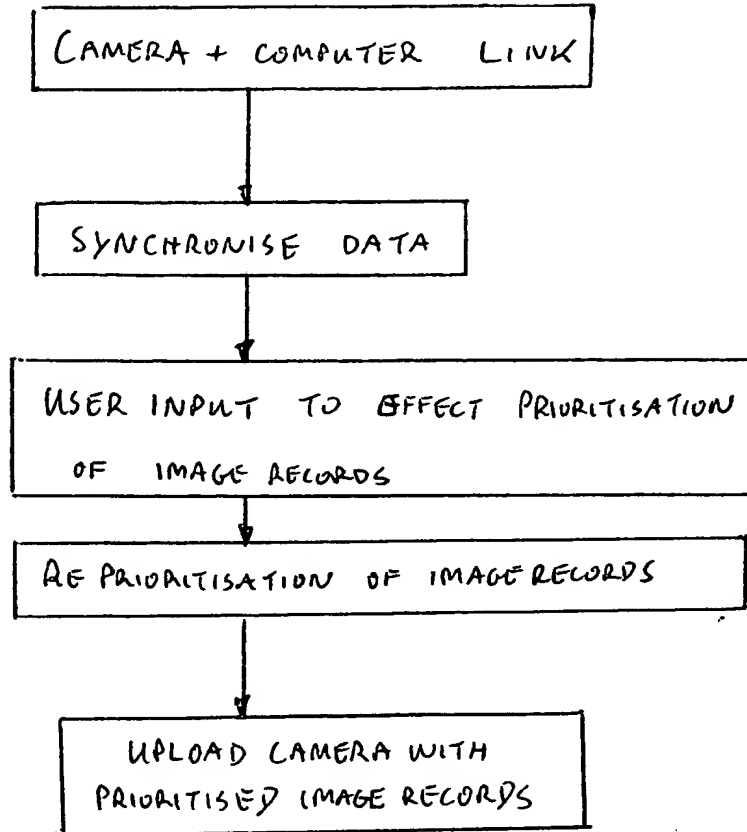 CAMERA + COMPUTER LINK
SYNCHRONISE DATA
USER INPUT TO EFFECT PRIORITISATION
OF IMAGE RECORDS
RE PRIORITISATION OF IMAGE RECORDS
UPLOAD CAMERA WITH
PRIORITISED IMAGE RECORDS